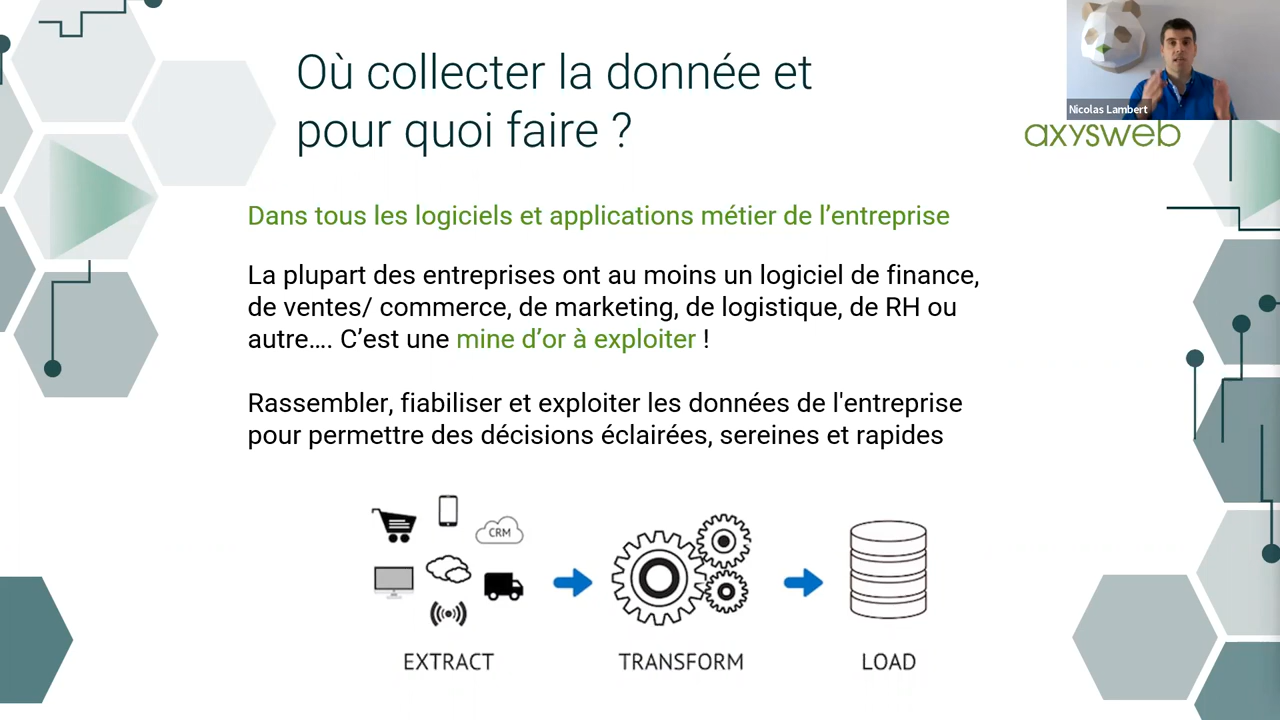 Où collecter la donnée et
pour quoi faire ?
Nicolas Lambert
axysweb
Dans tous les logiciels et applications métier de l’entreprise
La plupart des entreprises ont au moins un logiciel de finance,
de ventes/ commerce, de marketing, de logistique, de RH ou
autre…. C’est une mine d’or à exploiter !
Rassembler, fiabiliser et exploiter les données de l'entreprise
pour permettre des décisions éclairées, sereines et rapides
CRM
EXTRACT
TRANSFORM
LOAD